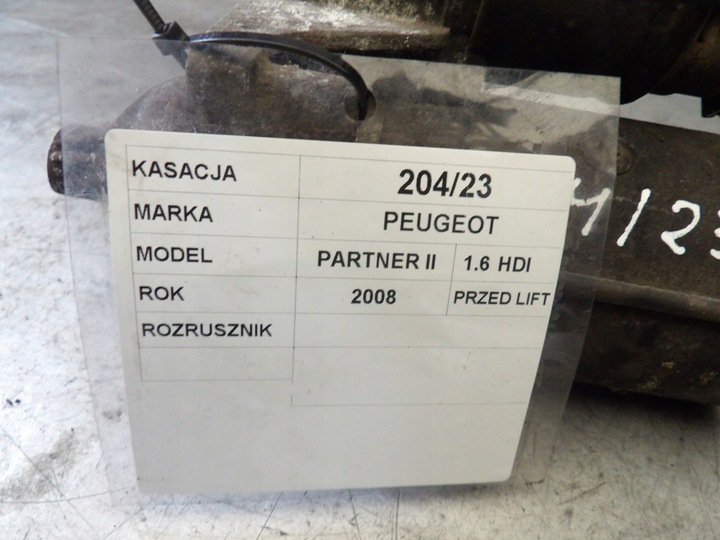 KASACJA 204/23
MARKA PEUGEOT
MODEL PARTNER II 1.6 HDI
ROK 2008 PRZED LIFT
ROZRUSZNIK